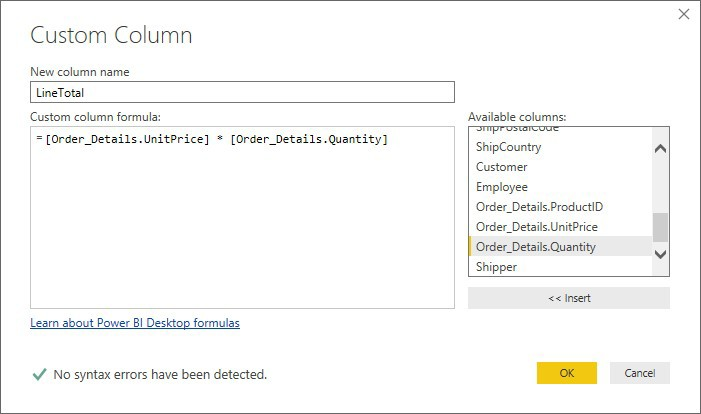 Custom Column
New column name
LineTotal
Custom column formula:
Available columns:
=[Order_Details.UnitPrice] * [Order_Details.Quantity]
ShipPostalCode
ShipCountry
Customer
Employee
Order_Details.ProductID
Order_Details.UnitPrice
Order_Details.Quantity
Shipper
<< Insert
Learn about Power BI Desktop formulas
No syntax errors have been detected.
OK
Cancel